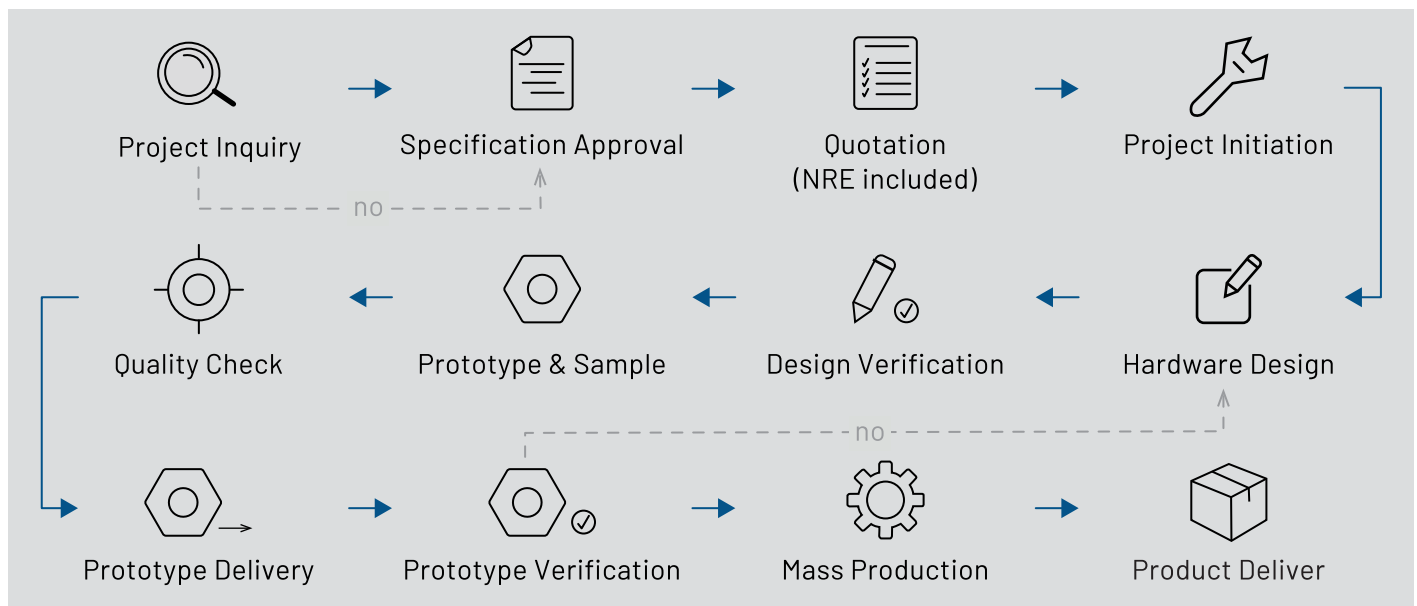 Project Inquiry
Specification Approval
Quotation
(NRE included)
Project Initiation
no
Quality Check
Prototype & Sample
Design Verification
Hardware Design
no
Prototype Delivery
Prototype Verification
Mass Production
Product Deliver